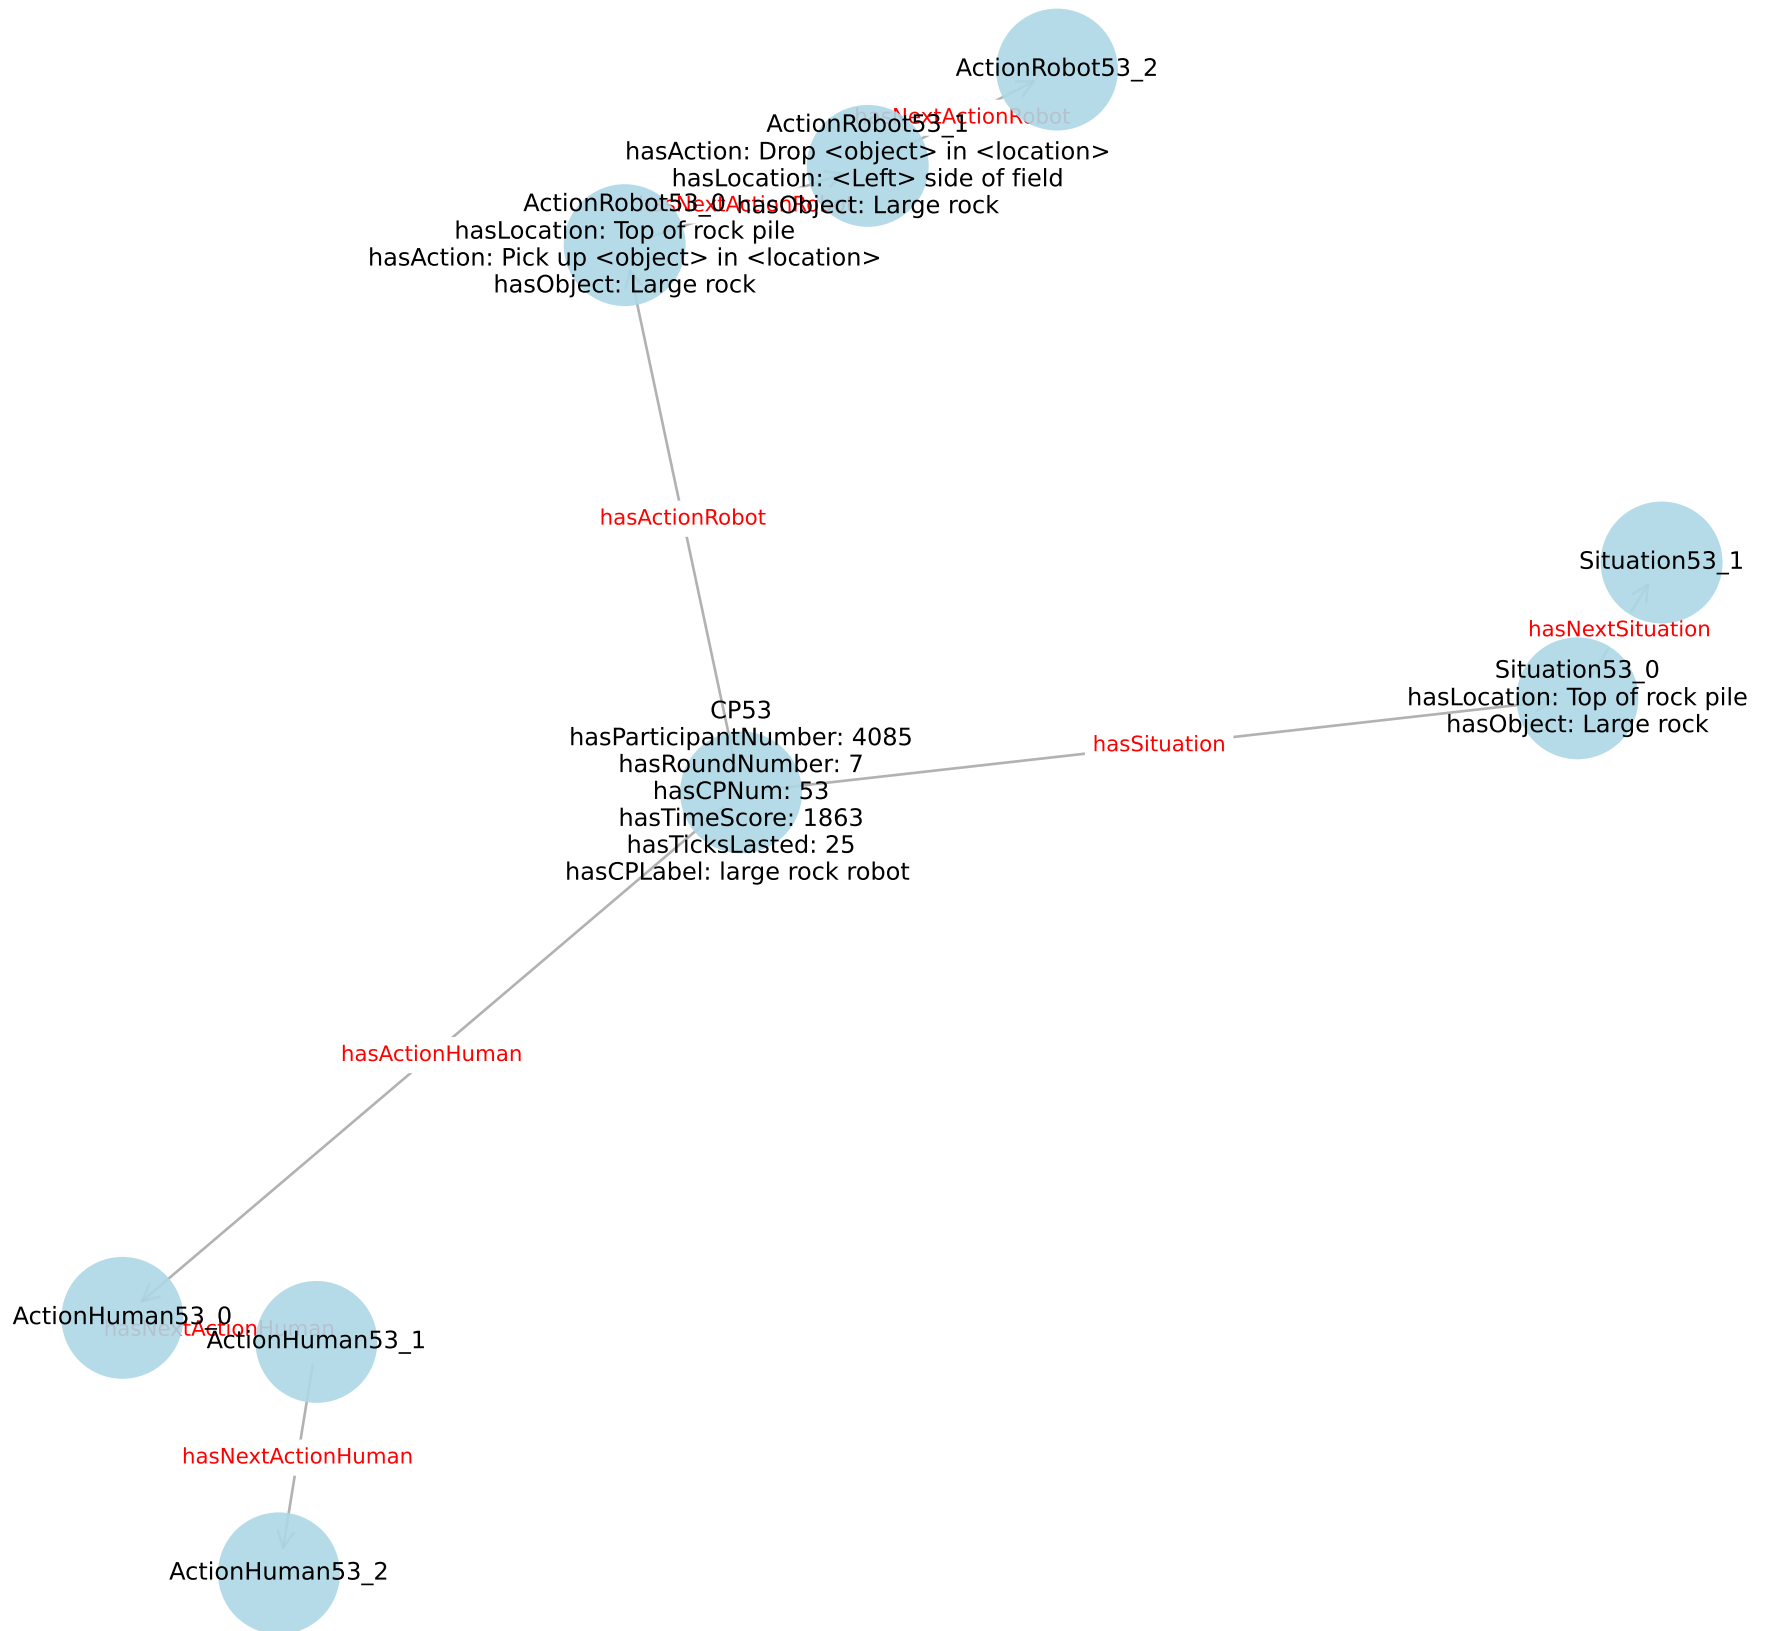 ActionRobot53_2
hasNextActionRobot
ActionRobot53_1
hasAction: Drop <object> in <location>
hasLocation: <Left> side of field
hasObject: Large rock
ActionRobot53_0
hasLocation: Top of rock pile
hasAction: Pick up <object> in <location>
hasObject: Large rock
hasActionRobot
Situation53_1
hasNextSituation
Situation53_0
hasLocation: Top of rock pile
hasObject: Large rock
hasSituation
CP53
hasParticipantNumber: 4085
hasRoundNumber: 7
hasCPNum: 53
hasTimeScore: 1863
hasTicksLasted: 25
hasCPLabel: large rock robot
hasActionHuman
ActionHuman53_0
hasNextActionHuman
ActionHuman53_1
hasNextActionHuman
ActionHuman53_2